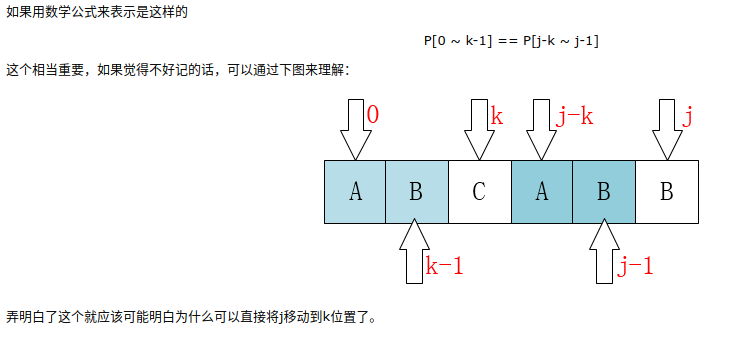 如果用数学公式来表示是这样的
P[0 ~ k-1] == P[j-k ~ j-1]
这个相当重要，如果觉得不好记的话，可以通过下图来理解：
0 k j-k j
A B C A B B
k-1 j-1
弄明白了这个就应该可能明白为什么可以直接将j移动到k位置了。